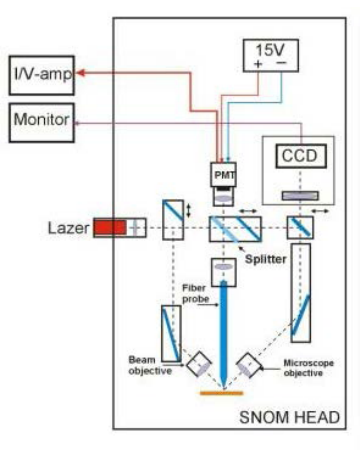 15V
+ −
I/V-amp
Monitor
CCD
PMT
Lazer
Splitter
Fiber
probe
Beam
objective
Microscope
objective
SNOM HEAD